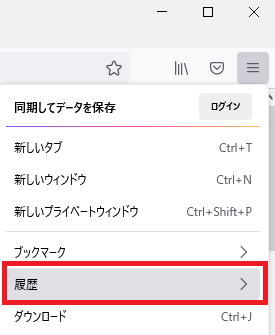 同期してデータを保存 ログイン
新しいタブ Ctrl+T
新しいウィンドウ Ctrl+N
新しいプライベートウィンドウ Ctrl+Shift+P
ブックマーク
履歴
ダウンロード Ctrl+J